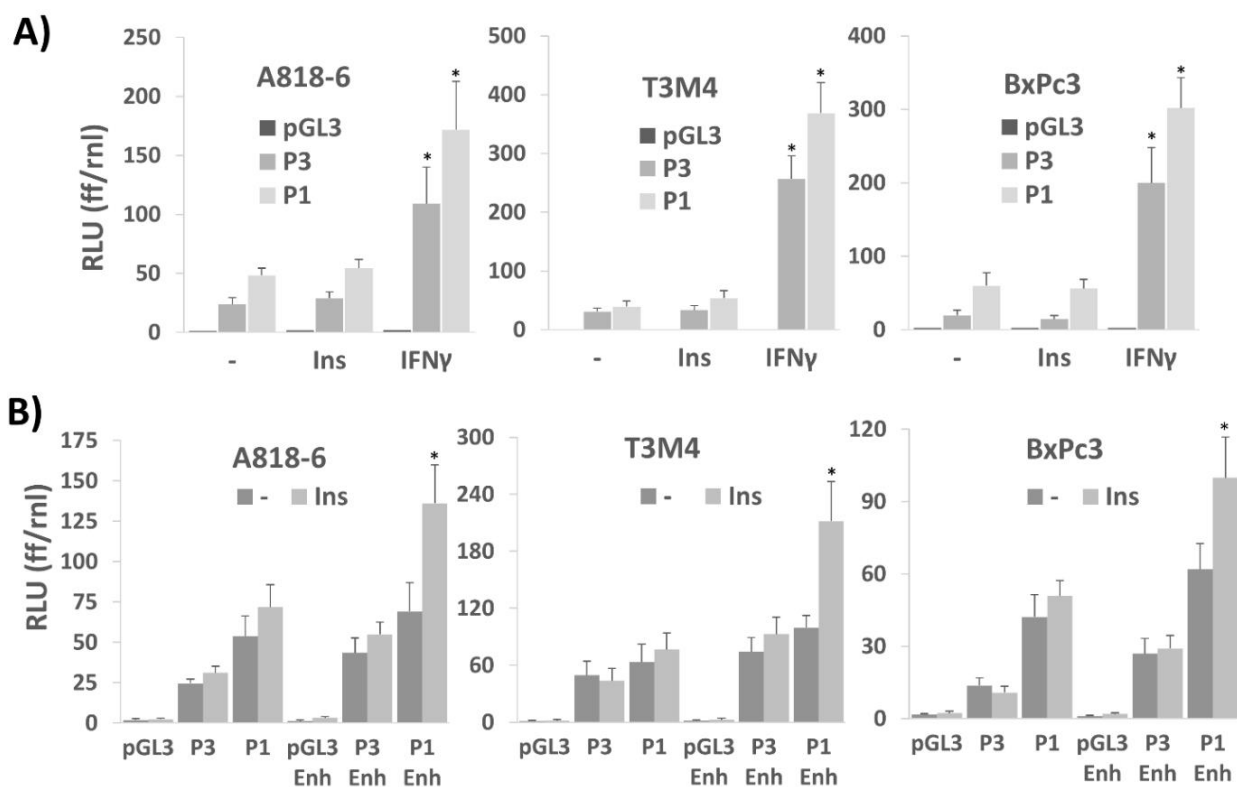 A)
RLU (ff/rnl)
250
200
150
100
50
0
A818-6
pGL3
P3
P1
*
*
- Ins IFNγ
500
400
300
200
100
0
T3M4
pGL3
P3
P1
*
*
- Ins IFNγ
400
300
200
100
0
BxPc3
pGL3
P3
P1
*
*
- Ins IFNγ
B)
RLU (ff/rnl)
175
150
125
100
75
50
25
0
A818-6
- Ins
*
pGL3 P3 P1 pGL3 P3 P1
Enh Enh Enh
300
240
180
120
60
0
T3M4
- Ins
*
pGL3 P3 P1 pGL3 P3 P1
Enh Enh Enh
120
90
60
30
0
BxPc3
- Ins
*
pGL3 P3 P1 pGL3 P3 P1
Enh Enh Enh